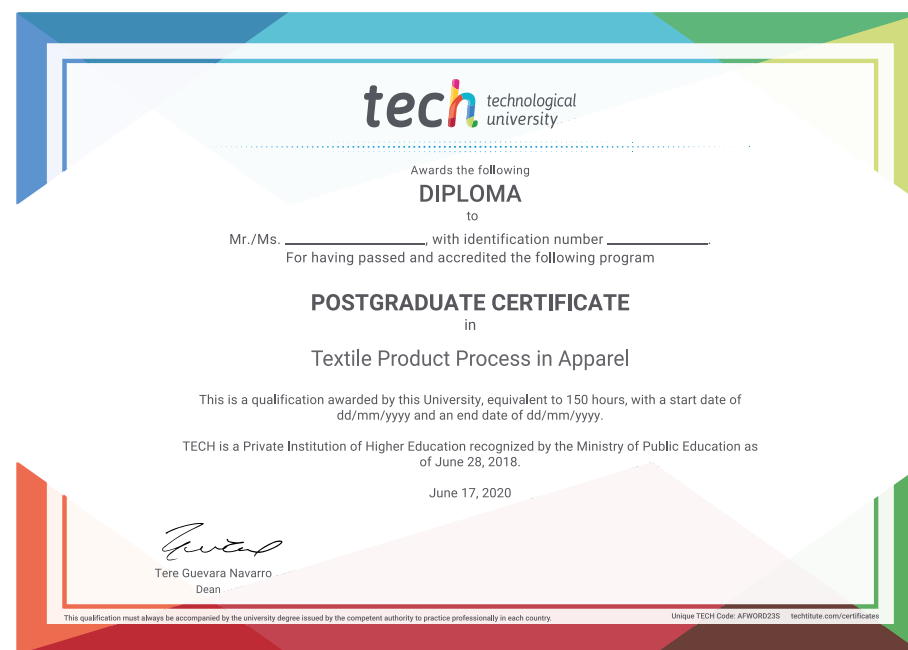 tech technological
university
Awards the following
DIPLOMA
to
Mr./Ms. ____________, with identification number ____________.
For having passed and accredited the following program
POSTGRADUATE CERTIFICATE
in
Textile Product Process in Apparel
This is a qualification awarded by this University, equivalent to 150 hours, with a start date of
dd/mm/yyyy and an end date of dd/mm/yyyy.
TECH is a Private Institution of Higher Education recognized by the Ministry of Public Education as
of June 28, 2018.
June 17, 2020
Tere Guevara Navarro
Dean
This qualification must always be accompanied by the university degree issued by the competent authority to practice professionally in each country.
Unique TECH Code: AFWORD23S techtitute.com/certificates